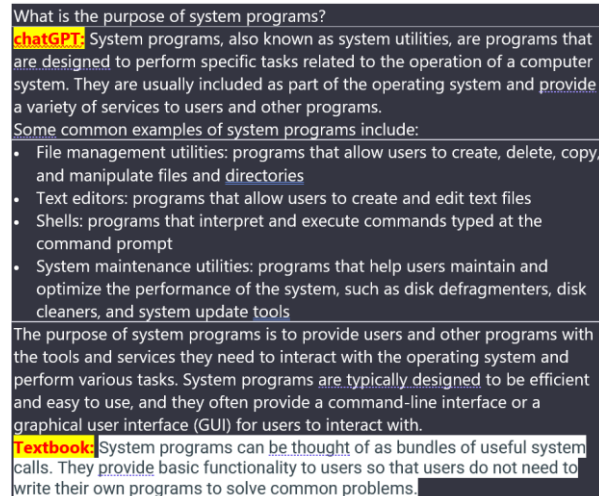 What is the purpose of system programs?
chatGPT: System programs, also known as system utilities, are programs that
are designed to perform specific tasks related to the operation of a computer
system. They are usually included as part of the operating system and provide
a variety of services to users and other programs.
Some common examples of system programs include:
• File management utilities: programs that allow users to create, delete, copy,
and manipulate files and directories
• Text editors: programs that allow users to create and edit text files
• Shells: programs that interpret and execute commands typed at the
command prompt
• System maintenance utilities: programs that help users maintain and
optimize the performance of the system, such as disk defragmenters, disk
cleaners, and system update tools
The purpose of system programs is to provide users and other programs with
the tools and services they need to interact with the operating system and
perform various tasks. System programs are typically designed to be efficient
and easy to use, and they often provide a command-line interface or a
graphical user interface (GUI) for users to interact with.
Textbook: System programs can be thought of as bundles of useful system
calls. They provide basic functionality to users so that users do not need to
write their own programs to solve common problems.